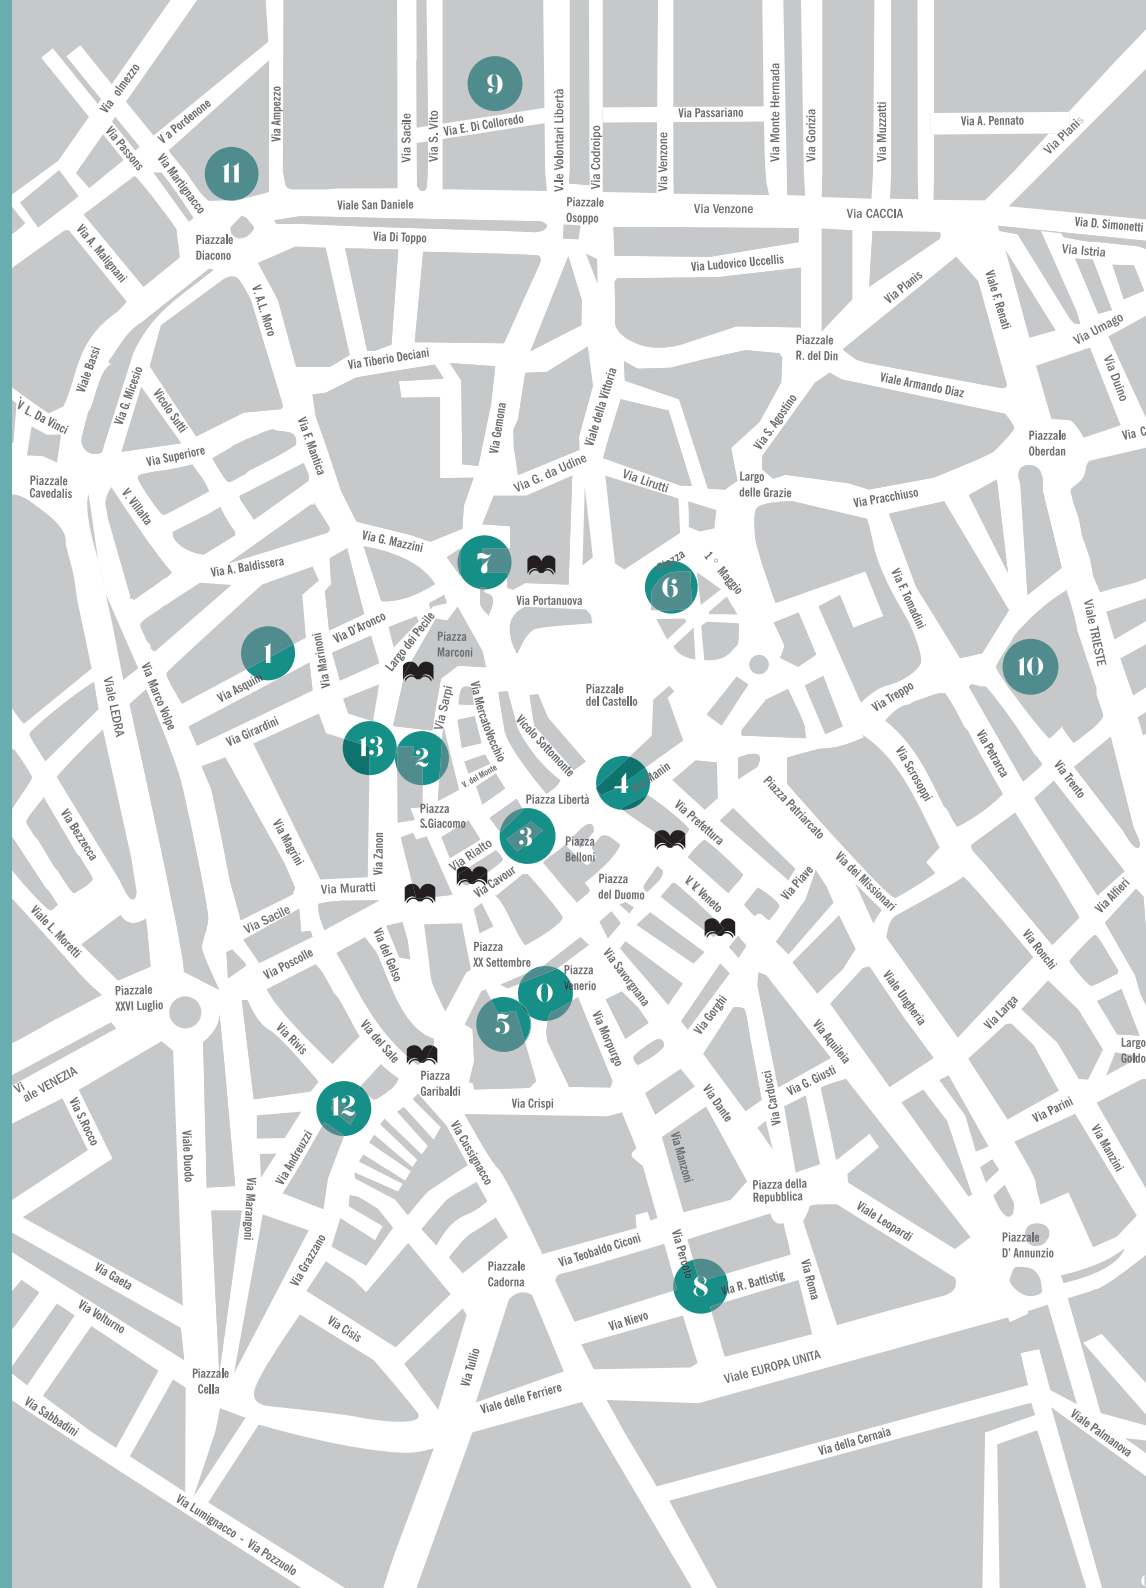 Via olmezzo
V a Pordenone
Via Passons
Via Martignacco
Via Ampezzo
Via Sacile
Via S. Vito
9
Via E. Di Colloredo
V.le Volontari Libertà
Via Codroipo
Via Passariano
Via Venzone
Via Monte Hermada
Via Gorizia
Via Muzzatti
Via A. Pennato
Via Planis
11
Viale San Daniele
Piazzale
Osoppo
Via Venzone
Via CACCIA
Via D. Simonetti
Via A. Malignani
Piazzale
Diacono
Via Di Toppo
Via Ludovico Uccellis
Via Istria
Via Planis
Viale F. Renati
V. A.L. Moro
Via Umago
Viale Bassi
Via G. Micesio
Via Tiberio Deciani
Piazzale
R. del Din
Via Duino
Viale Armando Diaz
V L. Da Vinci
Vicolo Sutti
Via F. Mantica
Via Gemona
Viale della Vittoria
Via S. Agostino
Piazzale
Oberdan
Via C
Via Superiore
Piazzale
Cavedalis
V. Villalta
Via G. da Udine
Via Lirutti
Largo
delle Grazie
Via Pracchiuso
Via G. Mazzini
7
Via A. Baldissera
Piazza
1° Maggio
6
Via F. Tomadini
Via Portanuova
Viale TRIESTE
1
Via D'Aronco
Largo dei Pecile
Piazza
Marconi
Via Marinoni
10
Via Asquini
Via Marco Volpe
Viale LEDRA
Via Girardini
Via Sarpi
Via MercatoVecchio
Piazzale
del Castello
Via Treppo
Vicolo Sottomonte
13
2
V. del Monte
4
Via Manin
Via Scrosoppi
Via Petrarca
Via Trento
Piazza Libertà
Piazza
S.Giacomo
Via Prefettura
Piazza Patriarcato
Via Bezzecca
Via Magrini
Via Zanon
Via Rialto
3
Piazza
Belloni
Via Cavour
Via Muratti
Piazza
del Duomo
V. V. Veneto
Via Piave
Via dei Missionari
Via Alfieri
Viale L. Moretti
Via Sacile
Via Poscolle
Via del Gelso
Piazza
XX Settembre
Piazza
Venerio
0
5
Via Savorgnana
Via Ronchi
Piazzale
XXVI Luglio
Via Rivis
Via del Sale
Via Morpurgo
Via Gorghi
Viale Ungheria
Via Aquileia
Via Larga
Largo
Goldo
Vi
ale VENEZIA
Via S.Rocco
Piazza
Garibaldi
Via Crispi
12
Via Dante
Via Carducci
Via G. Giusti
Via Parini
Via Manzini
Viale Duodo
Via Andreuzzi
Via Cussignacco
Via Manzoni
Via Marangoni
Piazza della
Repubblica
Viale Leopardi
Via Grazzano
Via Teobaldo Ciconi
Piazzale
D' Annunzio
Via Gaeta
Piazzale
Cadorna
Via Percoto
8
Via R. Battistig
Via Roma
Via Volturno
Via Cisis
Via Nievo
Via Tullio
Viale EUROPA UNITA
Piazzale
Cella
Viale delle Ferriere
Via Sabbadini
Via della Cernaia
Viale Palmanova
Via Lumignacco - Via Pozzuolo